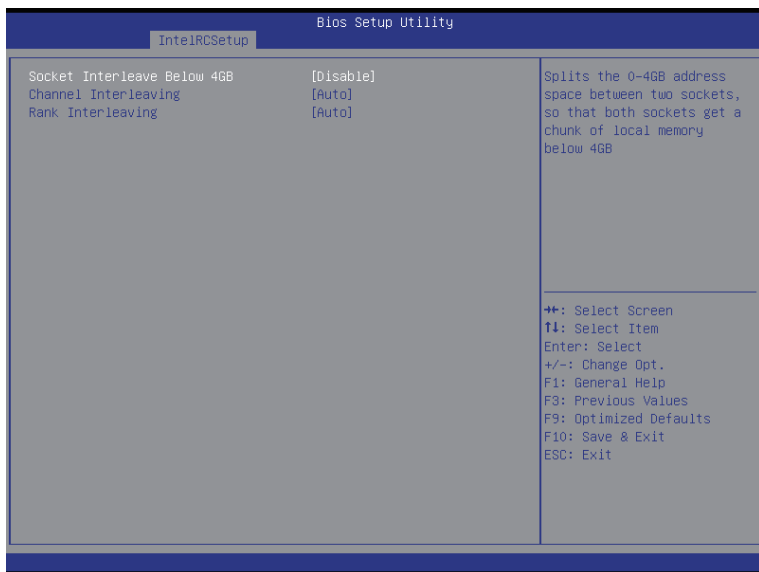 Bios Setup Utility
IntelRCSetup
Socket Interleave Below 4GB [Disable]
Channel Interleaving [Auto]
Rank Interleaving [Auto]
Splits the 0-4GB address
space between two sockets,
so that both sockets get a
chunk of local memory
below 4GB
→←: Select Screen
↑↓: Select Item
Enter: Select
+/-: Change Opt.
F1: General Help
F3: Previous Values
F9: Optimized Defaults
F10: Save & Exit
ESC: Exit